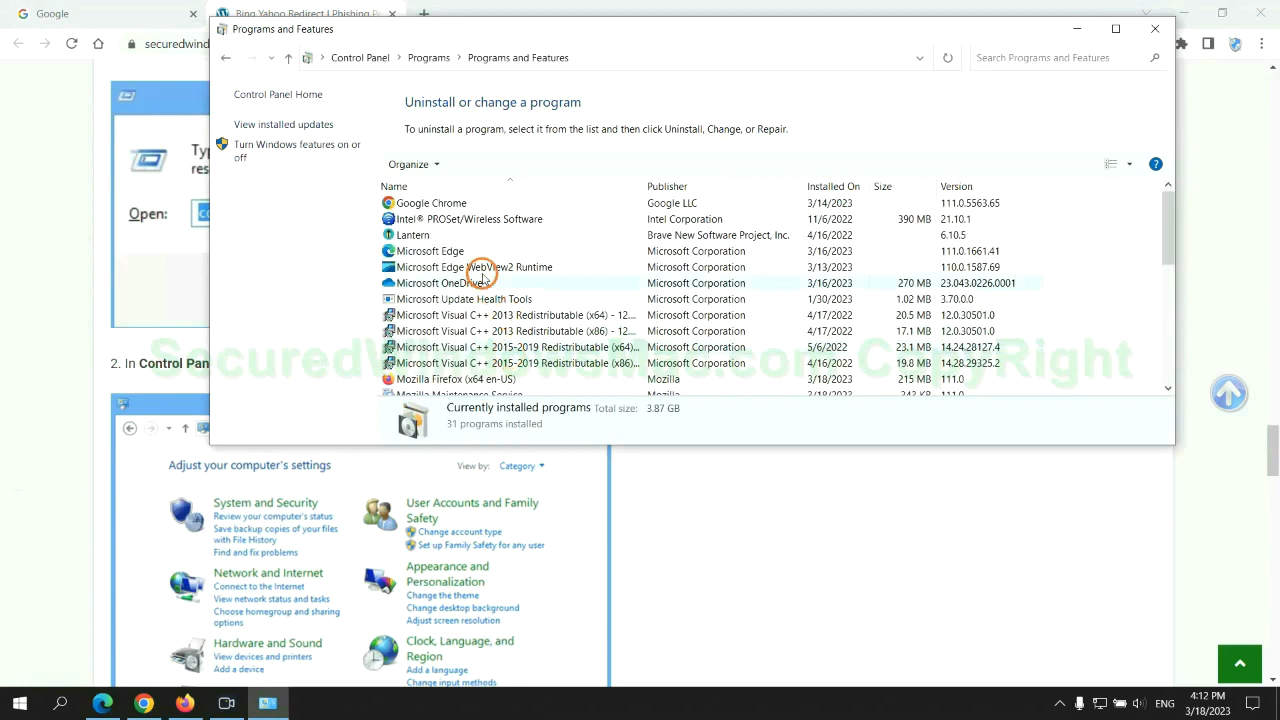 Google
Bing Yahoo Redirect | Phishing P
securedwind
Programs and Features
Control Panel
Programs
Programs and Features
Search Programs and Features
Control Panel Home
View installed updates
Turn Windows features on or
off
Uninstall or change a program
To uninstall a program, select it from the list and then click Uninstall, Change, or Repair.
Organize
Name Publisher Installed On Size Version
Google Chrome Google LLC 3/14/2023 111.0.5563.65
Intel® PROSet/Wireless Software Intel Corporation 11/6/2022 390 MB 21.10.1
Lantern Brave New Software Project, Inc. 4/16/2022 6.10.5
Microsoft Edge Microsoft Corporation 3/16/2023 111.0.1661.41
Microsoft Edge WebView2 Runtime Microsoft Corporation 3/13/2023 110.0.1587.69
Microsoft OneDrive Microsoft Corporation 3/16/2023 270 MB 23.043.0226.0001
Microsoft Update Health Tools Microsoft Corporation 1/30/2023 1.02 MB 3.70.0.0
Microsoft Visual C++ 2013 Redistributable (x64) - 12.... Microsoft Corporation 4/17/2022 20.5 MB 12.0.30501.0
Microsoft Visual C++ 2013 Redistributable (x86) - 12.... Microsoft Corporation 4/17/2022 17.1 MB 12.0.30501.0
Microsoft Visual C++ 2015-2019 Redistributable (x64)... Microsoft Corporation 5/6/2022 23.1 MB 14.24.28127.4
Microsoft Visual C++ 2015-2019 Redistributable (x86)... Microsoft Corporation 4/16/2022 19.8 MB 14.28.29325.2
Mozilla Firefox (x64 en-US) Mozilla 3/18/2023 215 MB 111.0
Mozilla Maintenance Service Mozilla 3/18/2023 343 KB 111.0
Currently installed programs Total size: 3.87 GB
31 programs installed
Open:
2. In Control Pan
Adjust your computer's settings
View by: Category
System and Security
Review your computer's status
Save backup copies of your files
with File History
Find and fix problems
Network and Internet
Connect to the Internet
View network status and tasks
Choose homegroup and sharing
options
Hardware and Sound
View devices and printers
Add a device
User Accounts and Family
Safety
Change account type
Set up Family Safety for any user
Appearance and
Personalization
Change the theme
Change desktop background
Adjust screen resolution
Clock, Language, and
Region
Add a language
Change input methods
ENG
4:12 PM
3/18/2023